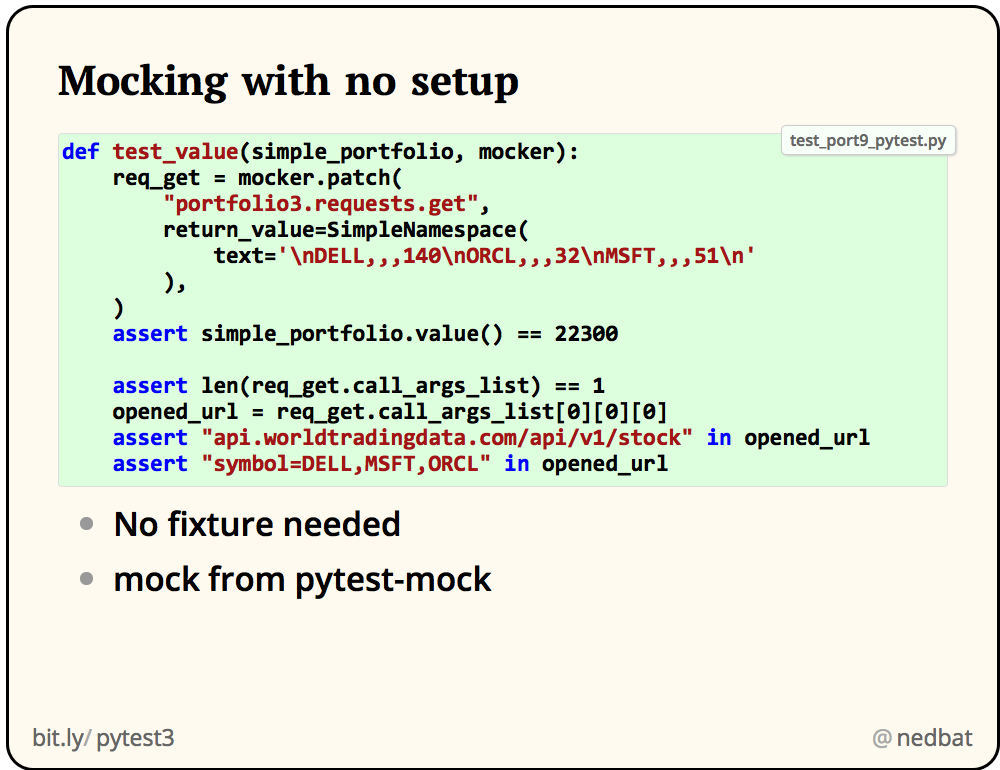 Mocking with no setup
test_port9_pytest.py
def test_value(simple_portfolio, mocker):
    req_get = mocker.patch(
        "portfolio3.requests.get",
        return_value=SimpleNamespace(
            text='\nDELL,,,140\nORCL,,,32\nMSFT,,,51\n'
        ),
    )
    assert simple_portfolio.value() == 22300

    assert len(req_get.call_args_list) == 1
    opened_url = req_get.call_args_list[0][0][0]
    assert "api.worldtradingdata.com/api/v1/stock" in opened_url
    assert "symbol=DELL,MSFT,ORCL" in opened_url
No fixture needed
mock from pytest-mock
bit.ly/pytest3
@nedbat